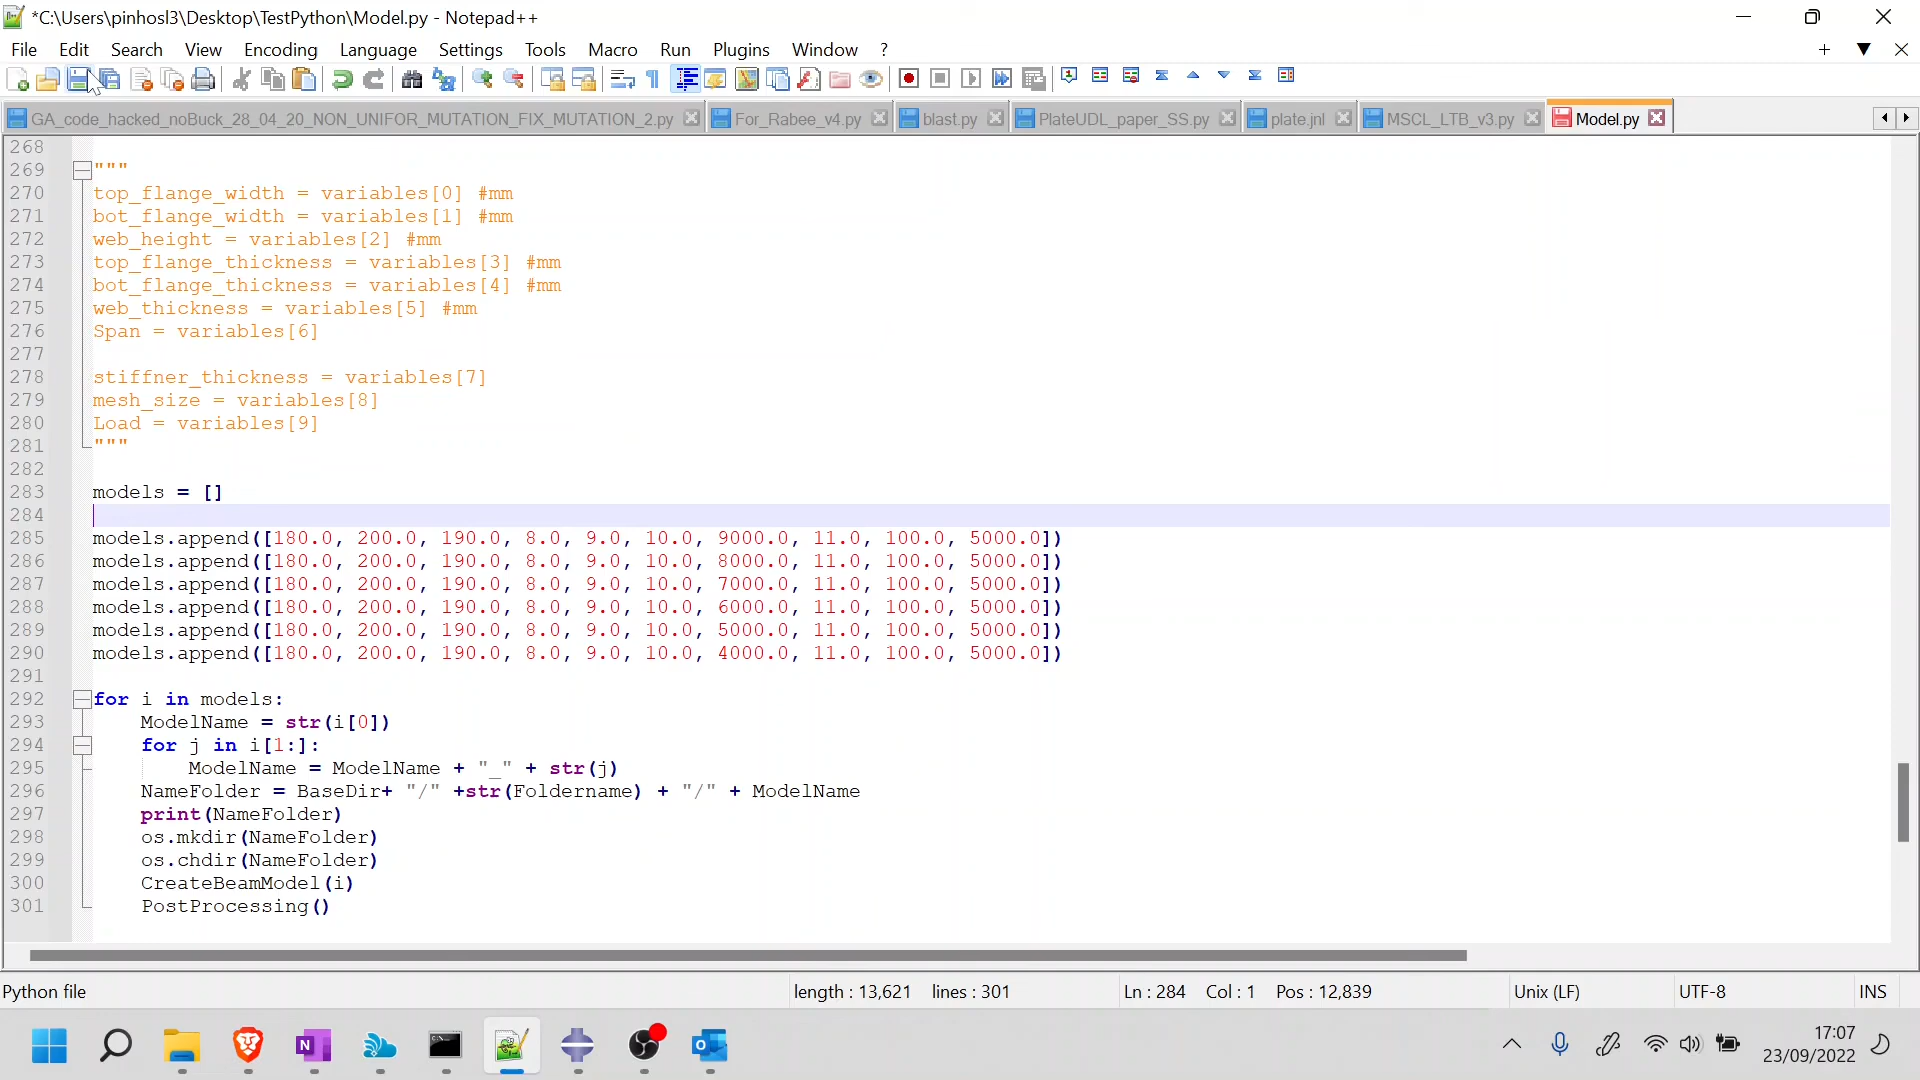 *C:\Users\pinhosl3\Desktop\TestPython\Model.py - Notepad++
File Edit Search View Encoding Language Settings Tools Macro Run Plugins Window ?
GA_code_hacked_noBuck_28_04_20_NON_UNIFOR_MUTATION_FIX_MUTATION_2.py For_Rabee_v4.py blast.py PlateUDL_paper_SS.py plate.jnl MSCL_LTB_v3.py Model.py
268
269 """
270 top_flange_width = variables[0] #mm
271 bot_flange_width = variables[1] #mm
272 web_height = variables[2] #mm
273 top_flange_thickness = variables[3] #mm
274 bot_flange_thickness = variables[4] #mm
275 web_thickness = variables[5] #mm
276 Span = variables[6]
277
278 stiffner_thickness = variables[7]
279 mesh_size = variables[8]
280 Load = variables[9]
281 """
282
283 models = []
284
285 models.append([180.0, 200.0, 190.0, 8.0, 9.0, 10.0, 9000.0, 11.0, 100.0, 5000.0])
286 models.append([180.0, 200.0, 190.0, 8.0, 9.0, 10.0, 8000.0, 11.0, 100.0, 5000.0])
287 models.append([180.0, 200.0, 190.0, 8.0, 9.0, 10.0, 7000.0, 11.0, 100.0, 5000.0])
288 models.append([180.0, 200.0, 190.0, 8.0, 9.0, 10.0, 6000.0, 11.0, 100.0, 5000.0])
289 models.append([180.0, 200.0, 190.0, 8.0, 9.0, 10.0, 5000.0, 11.0, 100.0, 5000.0])
290 models.append([180.0, 200.0, 190.0, 8.0, 9.0, 10.0, 4000.0, 11.0, 100.0, 5000.0])
291
292 for i in models:
293     ModelName = str(i[0])
294     for j in i[1:]:
295         ModelName = ModelName + "_" + str(j)
296     NameFolder = BaseDir+ "/" +str(Foldername) + "/" + ModelName
297     print(NameFolder)
298     os.mkdir(NameFolder)
299     os.chdir(NameFolder)
300     CreateBeamModel(i)
301     PostProcessing()
Python file length : 13,621 lines : 301 Ln : 284 Col : 1 Pos : 12,839 Unix (LF) UTF-8 INS
17:07
23/09/2022